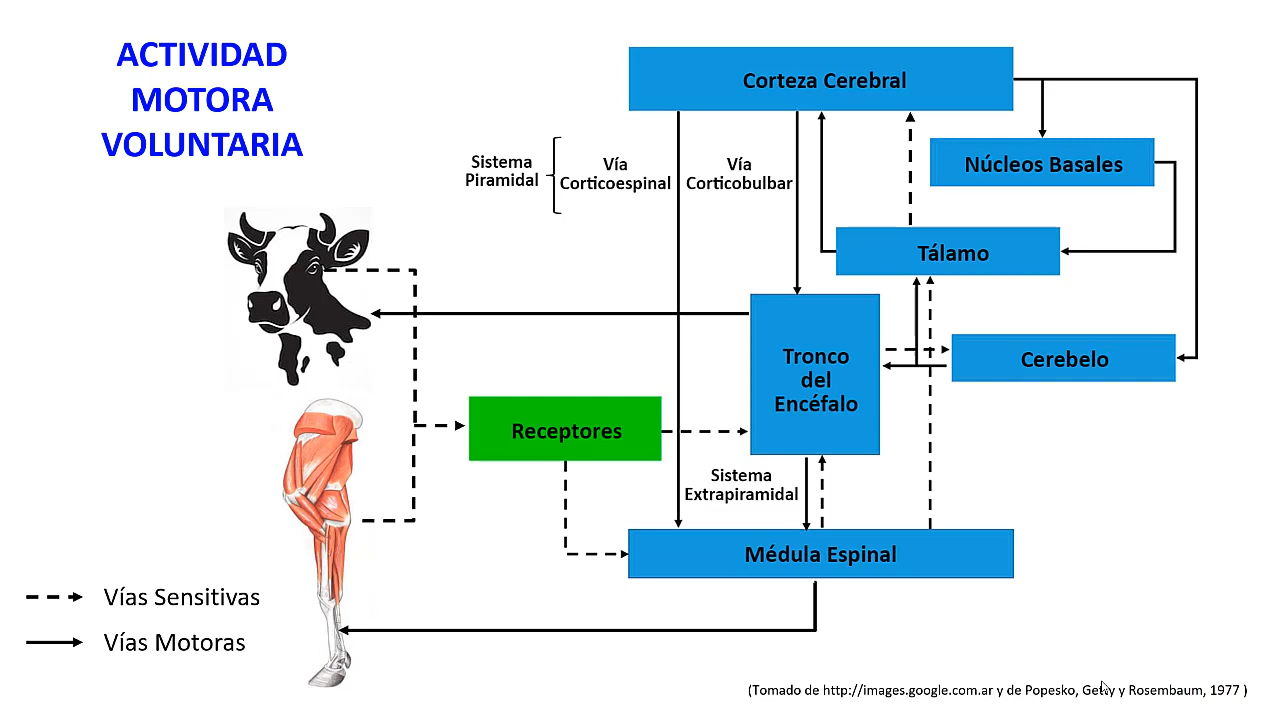 ACTIVIDAD
MOTORA
VOLUNTARIA
Corteza Cerebral
Sistema
Piramidal
Vía
Corticoespinal
Vía
Corticobulbar
Núcleos Basales
Tálamo
Tronco
del
Encéfalo
Cerebelo
Receptores
Sistema
Extrapiramidal
Médula Espinal
Vías Sensitivas
Vías Motoras
(Tomado de http://images.google.com.ar y de Popesko, Getty y Rosembaum, 1977 )